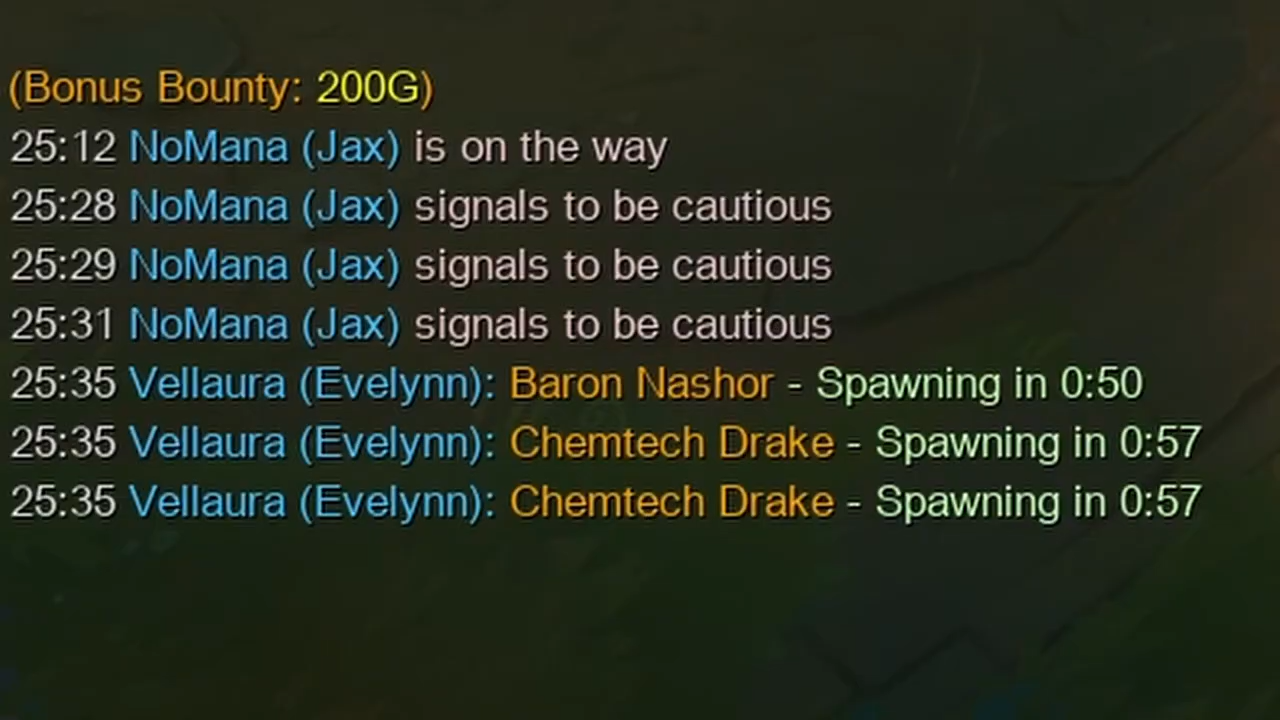 (Bonus Bounty: 200G)
25:12 NoMana (Jax) is on the way
25:28 NoMana (Jax) signals to be cautious
25:29 NoMana (Jax) signals to be cautious
25:31 NoMana (Jax) signals to be cautious
25:35 Vellaura (Evelynn): Baron Nashor - Spawning in 0:50
25:35 Vellaura (Evelynn): Chemtech Drake - Spawning in 0:57
25:35 Vellaura (Evelynn): Chemtech Drake - Spawning in 0:57